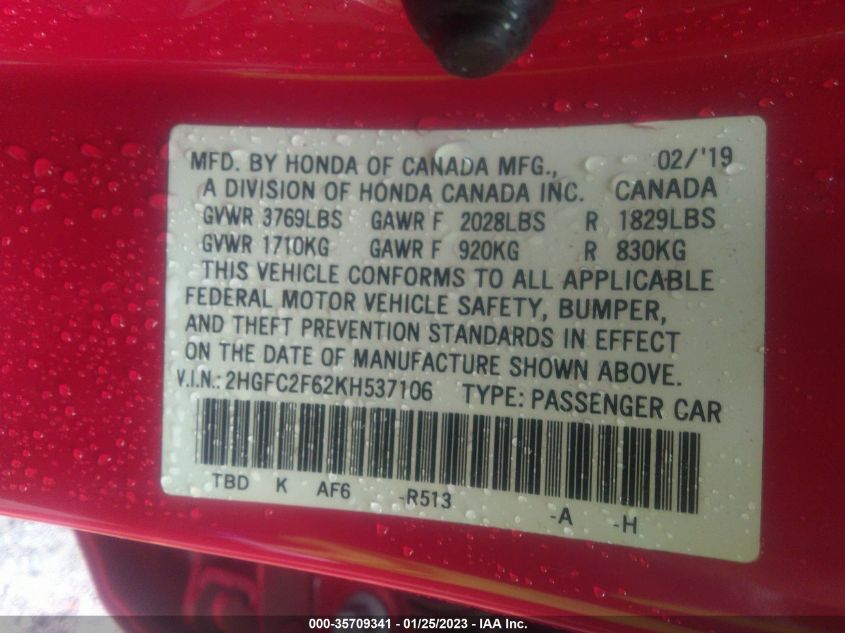 MFD. BY HONDA OF CANADA MFG., 02/'19
A DIVISION OF HONDA CANADA INC. CANADA
GVWR 3769LBS GAWR F 2028LBS R 1829LBS
GVWR 1710KG GAWR F 920KG R 830KG
THIS VEHICLE CONFORMS TO ALL APPLICABLE
FEDERAL MOTOR VEHICLE SAFETY, BUMPER,
AND THEFT PREVENTION STANDARDS IN EFFECT
ON THE DATE OF MANUFACTURE SHOWN ABOVE.
V.I.N.: 2HGFC2F62KH537106 TYPE: PASSENGER CAR
TBD K AF6 -R513 -A -H
000-35709341 - 01/25/2023 - IAA Inc.